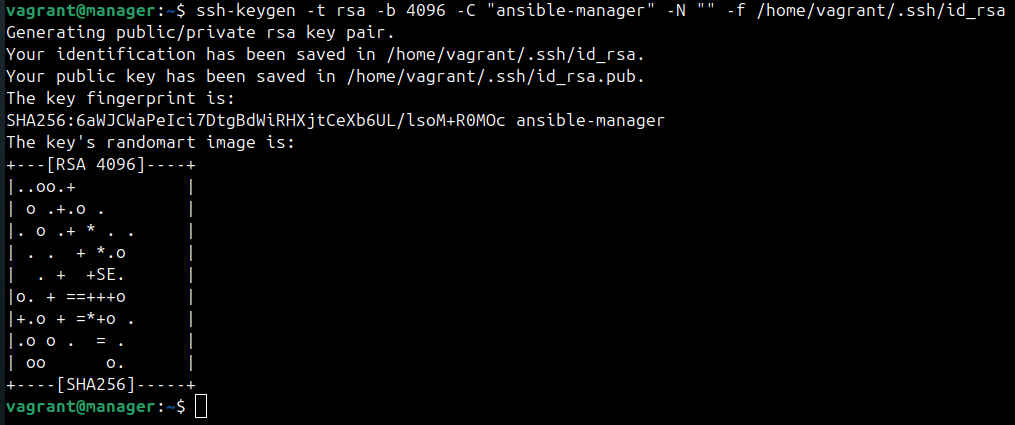 vagrant@manager:~$ ssh-keygen -t rsa -b 4096 -C "ansible-manager" -N "" -f /home/vagrant/.ssh/id_rsa
Generating public/private rsa key pair.
Your identification has been saved in /home/vagrant/.ssh/id_rsa.
Your public key has been saved in /home/vagrant/.ssh/id_rsa.pub.
The key fingerprint is:
SHA256:6aWJCWaPeIci7DtgBdWiRHXjtCeXb6UL/lsoM+R0MOc ansible-manager
The key's randomart image is:
+---[RSA 4096]----+
|..oo.+           |
| o .+.o .        |
|. o .+ * . .     |
| . .  + *.o      |
|  . +  +SE.      |
|o. + ==+++o      |
|+.o + =*+o .     |
|.o o .  = .      |
| oo      o.      |
+----[SHA256]-----+
vagrant@manager:~$